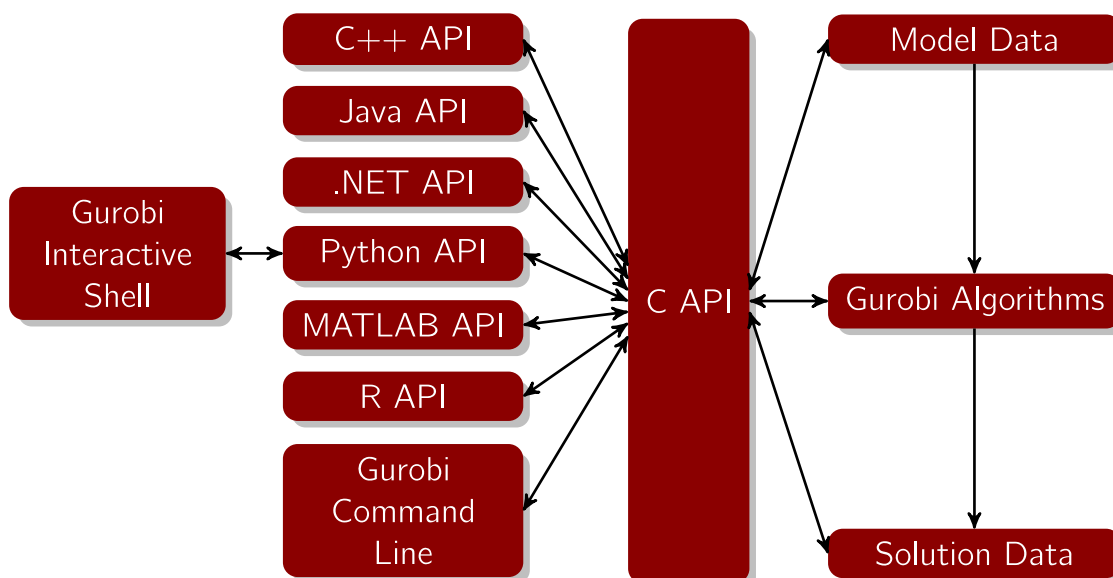 C++ API
Java API
.NET API
Python API
MATLAB API
R API
Gurobi
Command
Line
Gurobi
Interactive
Shell
C API
Model Data
Gurobi Algorithms
Solution Data